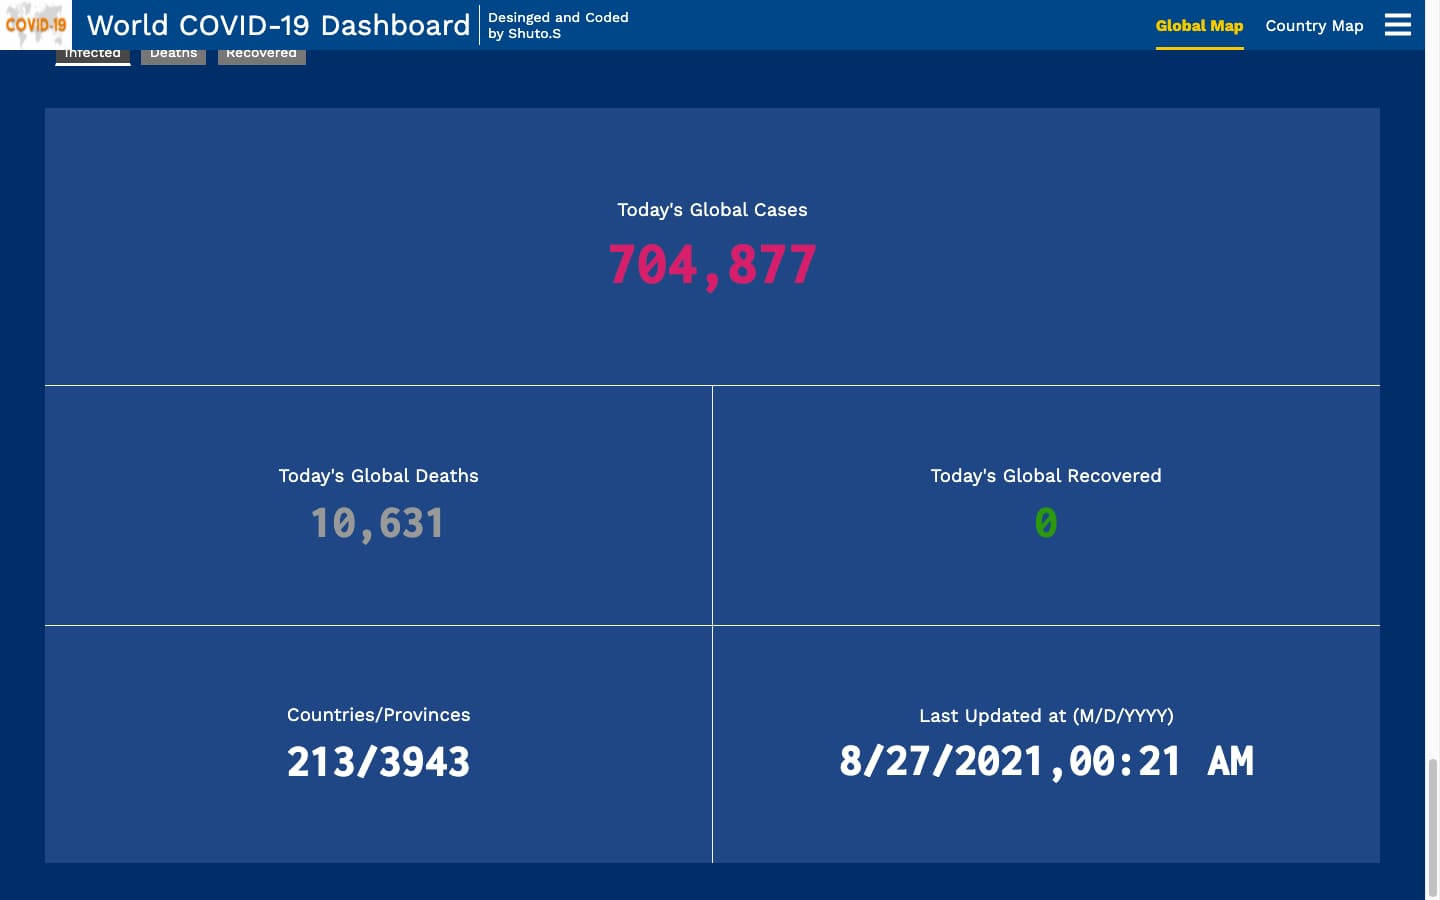 COVID-19
World COVID-19 Dashboard
Desinged and Coded
by Shuto.S
Global Map
Country Map
Infected
Deaths
Recovered
Today's Global Cases
704,877
Today's Global Deaths
10,631
Today's Global Recovered
0
Countries/Provinces
213/3943
Last Updated at (M/D/YYYY)
8/27/2021,00:21 AM